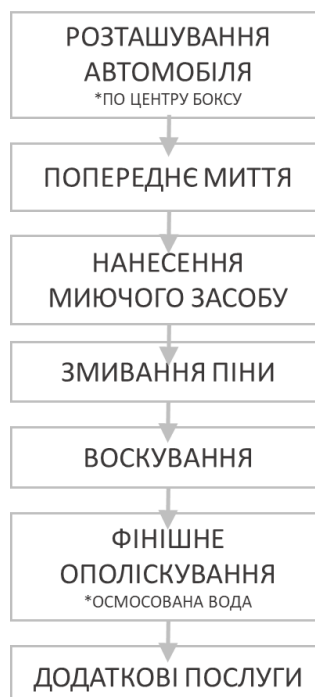 РОЗТАШУВАННЯ
АВТОМОБІЛЯ
*ПО ЦЕНТРУ БОКСУ
ПОПЕРЕДНЄ МИТТЯ
НАНЕСЕННЯ
МИЮЧОГО ЗАСОБУ
ЗМИВАННЯ ПІНИ
ВОСКУВАННЯ
ФІНІШНЕ
ОПОЛІСКУВАННЯ
*ОСМОСОВАНА ВОДА
ДОДАТКОВІ ПОСЛУГИ